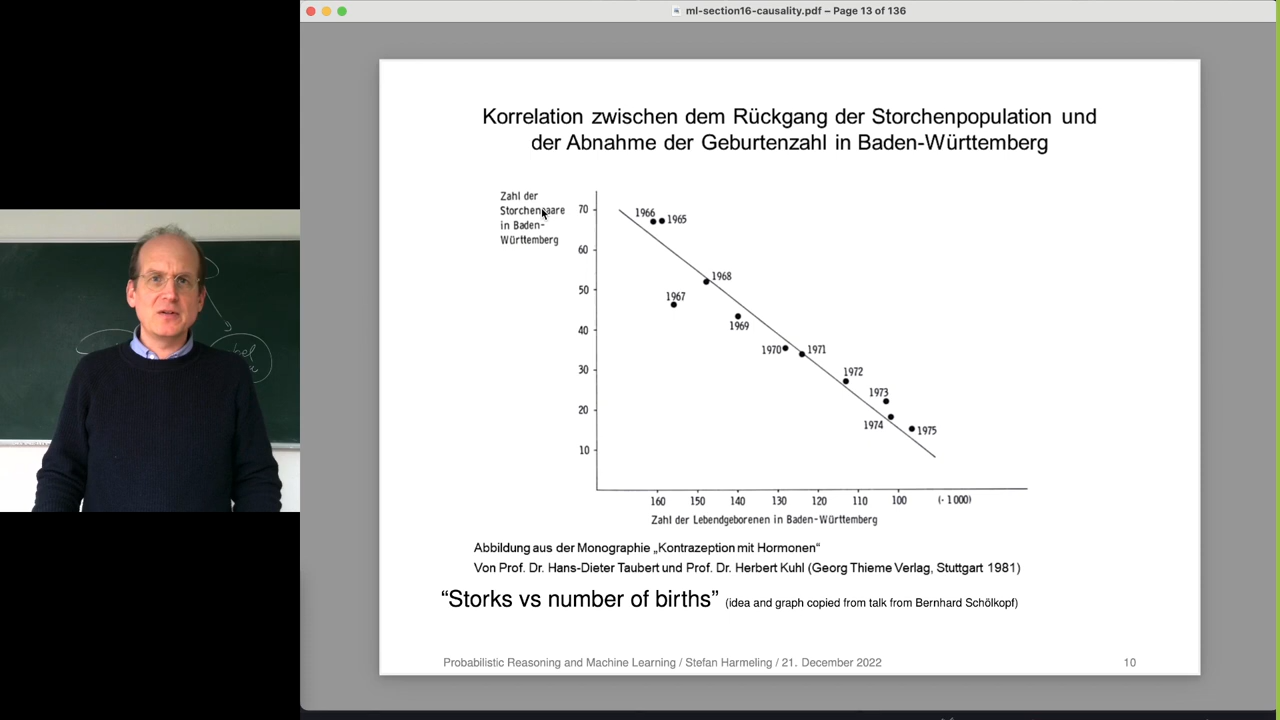 ml-section16-causality.pdf – Page 13 of 136
Korrelation zwischen dem Rückgang der Storchenpopulation und
der Abnahme der Geburtenzahl in Baden-Württemberg
Zahl der
Storchenpaare
in Baden-
Württemberg
70
60
50
40
30
20
10
1966
1965
1968
1967
1969
1970
1971
1972
1973
1974
1975
160 150 140 130 120 110 100 (· 1000)
Zahl der Lebendgeborenen in Baden-Württemberg
Abbildung aus der Monographie „Kontrazeption mit Hormonen“
Von Prof. Dr. Hans-Dieter Taubert und Prof. Dr. Herbert Kuhl (Georg Thieme Verlag, Stuttgart 1981)
“Storks vs number of births” (idea and graph copied from talk from Bernhard Schölkopf)
Probabilistic Reasoning and Machine Learning / Stefan Harmeling / 21. December 2022
10